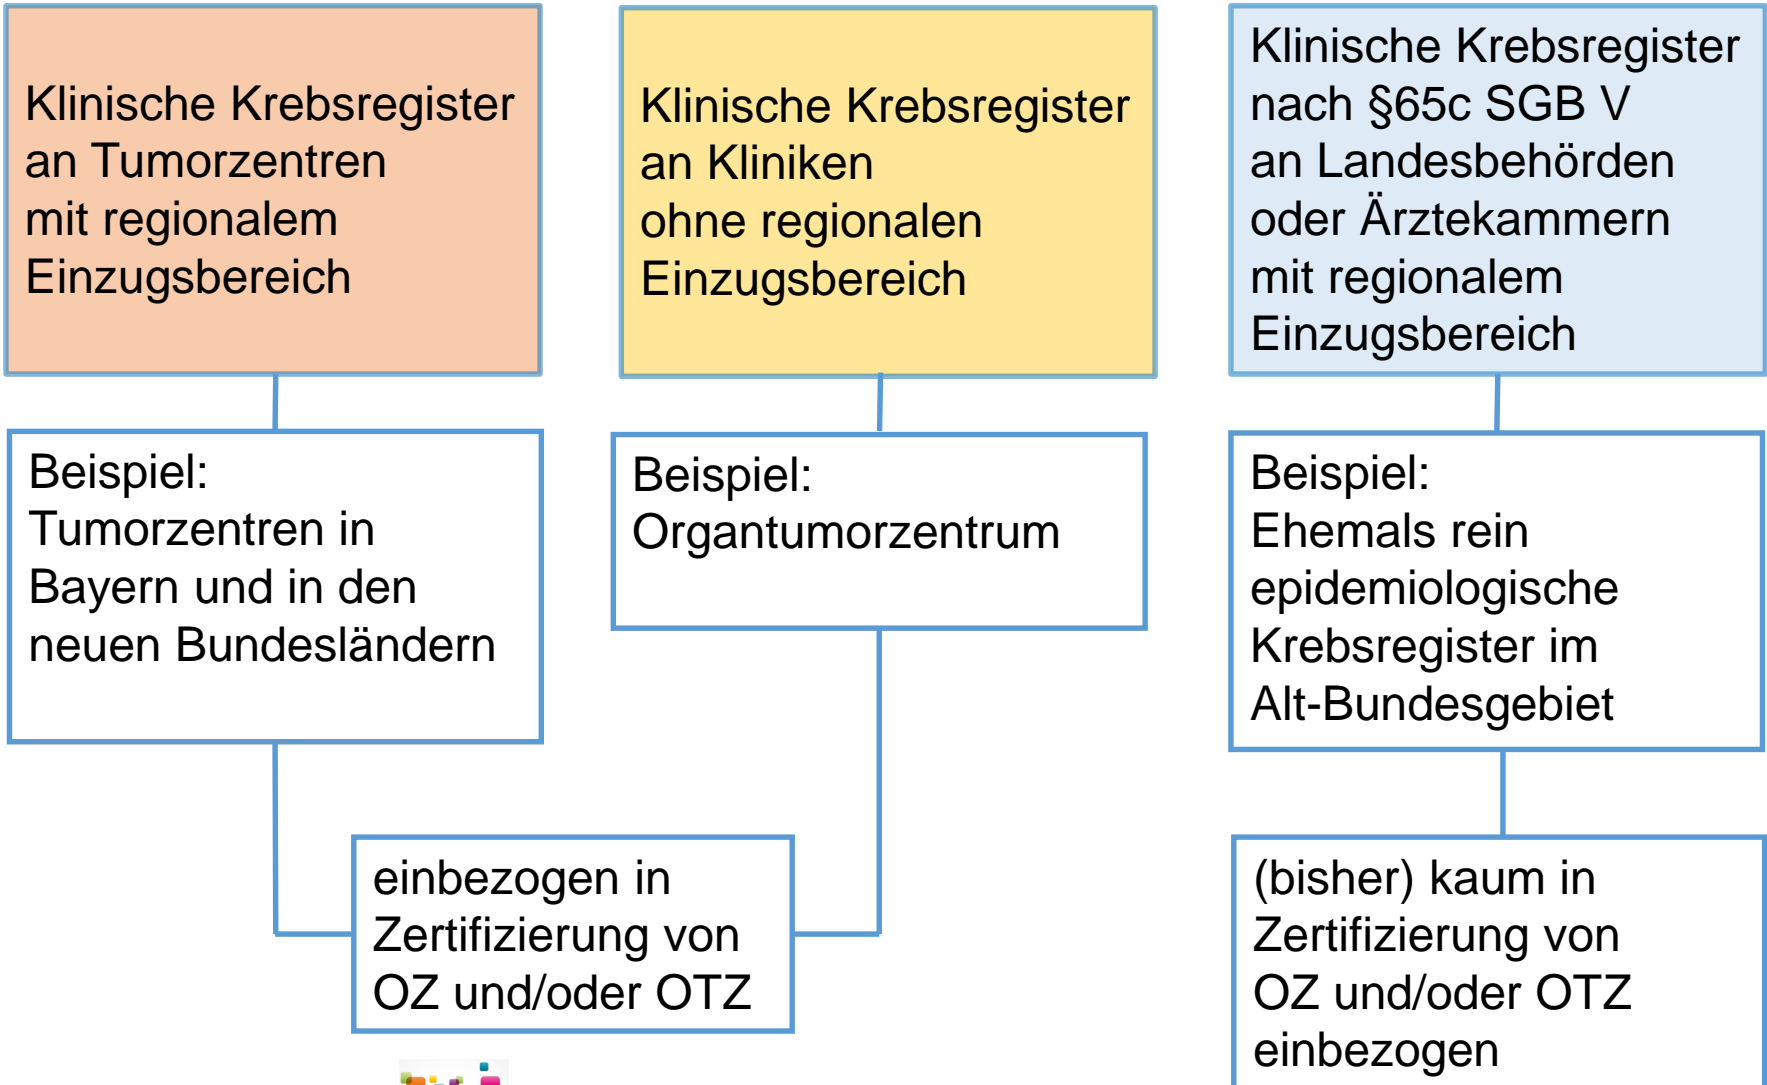 Klinische Krebsregister
an Tumorzentren
mit regionalem
Einzugsbereich
Klinische Krebsregister
an Kliniken
ohne regionalen
Einzugsbereich
Klinische Krebsregister
nach §65c SGB V
an Landesbehörden
oder Ärztekammern
mit regionalem
Einzugsbereich
Beispiel:
Tumorzentren in
Bayern und in den
neuen Bundesländern
Beispiel:
Organtumorzentrum
Beispiel:
Ehemals rein
epidemiologische
Krebsregister im
Alt-Bundesgebiet
einbezogen in
Zertifizierung von
OZ und/oder OTZ
(bisher) kaum in
Zertifizierung von
OZ und/oder OTZ
einbezogen